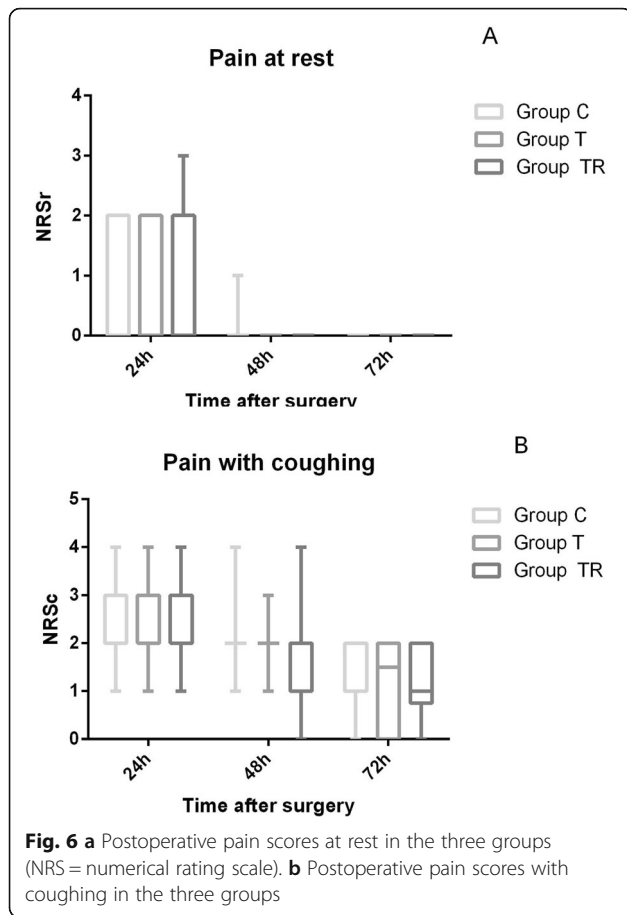 A
Pain at rest
4
3
2
1
0
NRSr
24h
48h
72h
Time after surgery
Group C
Group T
Group TR
B
Pain with coughing
5
4
3
2
1
0
NRSc
24h
48h
72h
Time after surgery
Group C
Group T
Group TR
Fig. 6 a Postoperative pain scores at rest in the three groups
(NRS = numerical rating scale). b Postoperative pain scores with
coughing in the three groups